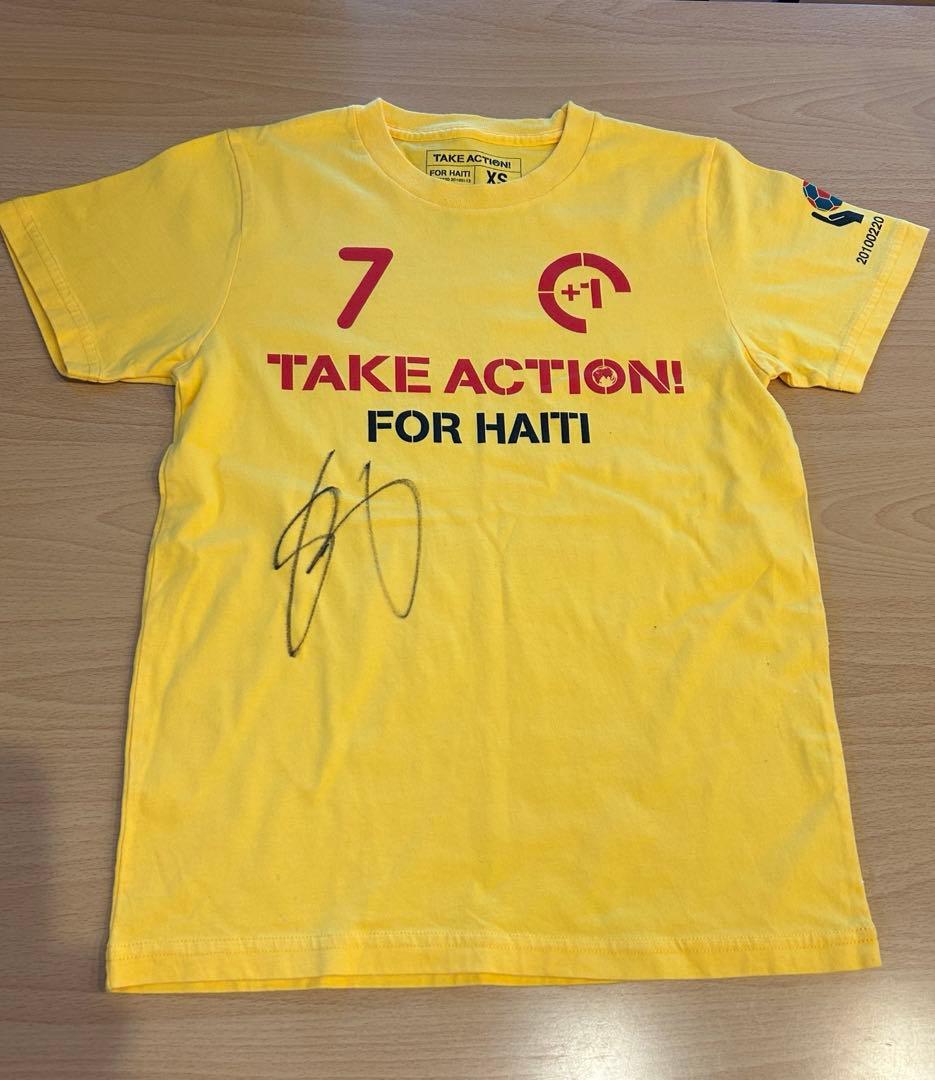 TAKE ACTION!
FOR HAITI
XS
20100220
7
+1
TAKE ACTION!
FOR HAITI